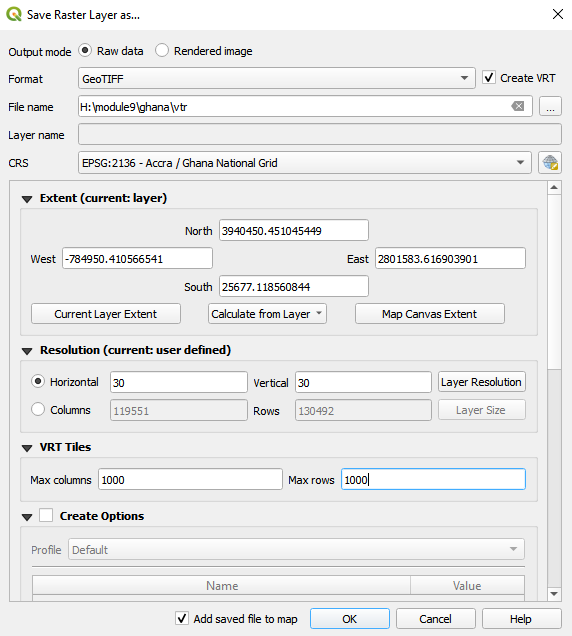 Save Raster Layer as...
Output mode Raw data Rendered image
Format GeoTIFF Create VRT
File name H:\module9\ghana\vtr ...
Layer name
CRS EPSG:2136 - Accra / Ghana National Grid
Extent (current: layer)
North 3940450.451045449
West -784950.410566541 East 2801583.616903901
South 25677.118560844
Current Layer Extent Calculate from Layer Map Canvas Extent
Resolution (current: user defined)
Horizontal 30 Vertical 30 Layer Resolution
Columns 119551 Rows 130492 Layer Size
VRT Tiles
Max columns 1000 Max rows 1000
Create Options
Profile Default
Name Value
Add saved file to map OK Cancel Help